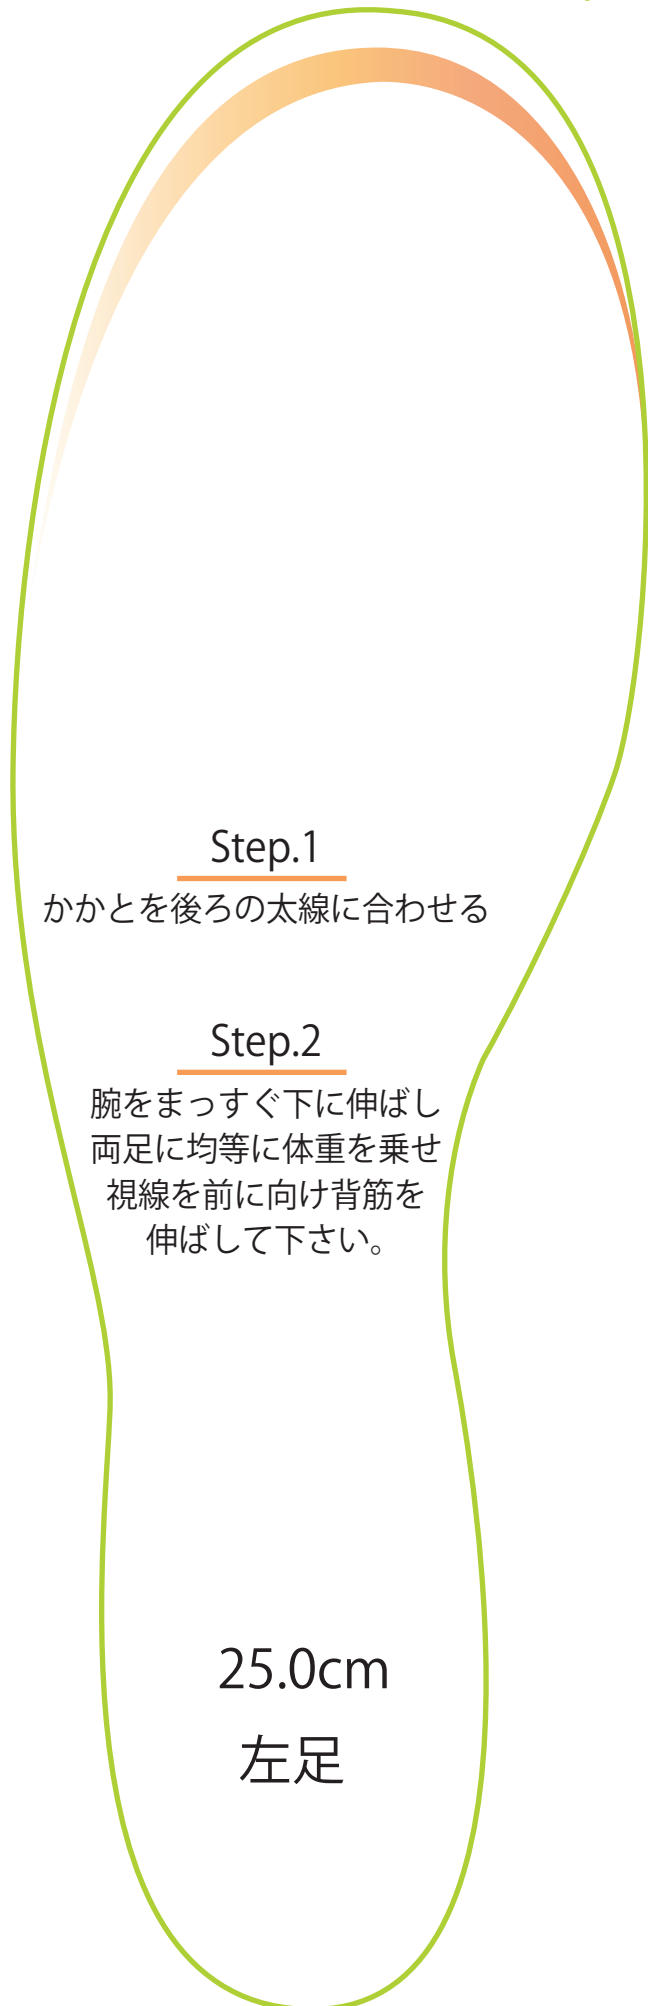 Step.1
かかとを後ろの太線に合わせる
Step.2
腕をまっすぐ下に伸ばし
両足に均等に体重を乗せ
視線を前に向け背筋を
伸ばして下さい。
25.0cm
左足